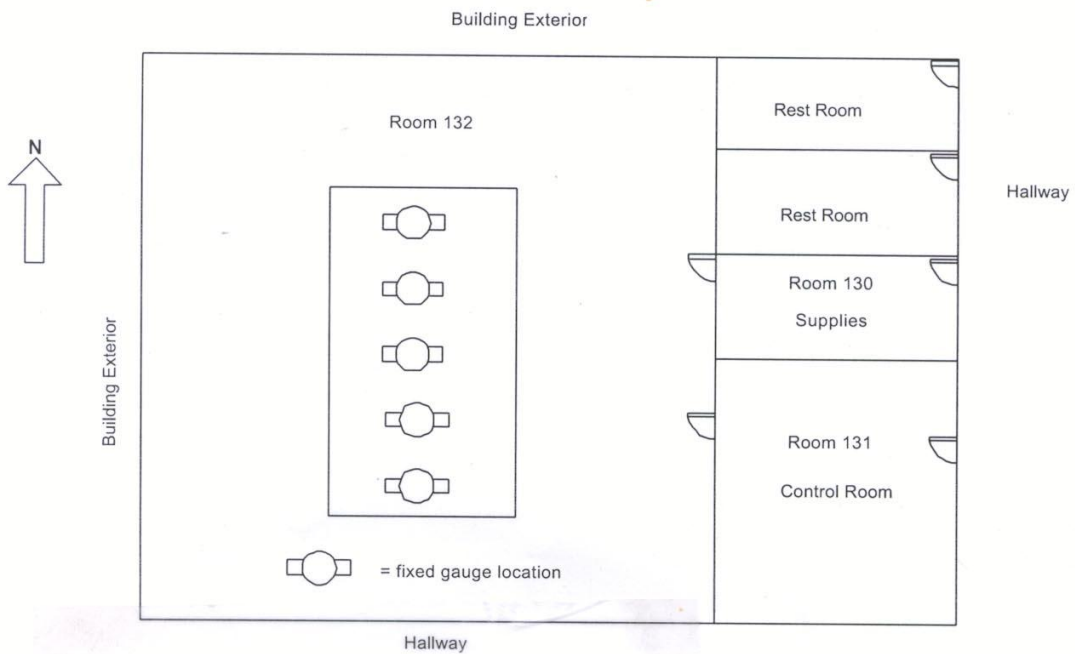 Building Exterior
Room 132
Rest Room
N
Rest Room
Hallway
Room 130
Supplies
Building Exterior
Room 131
Control Room
= fixed gauge location
Hallway